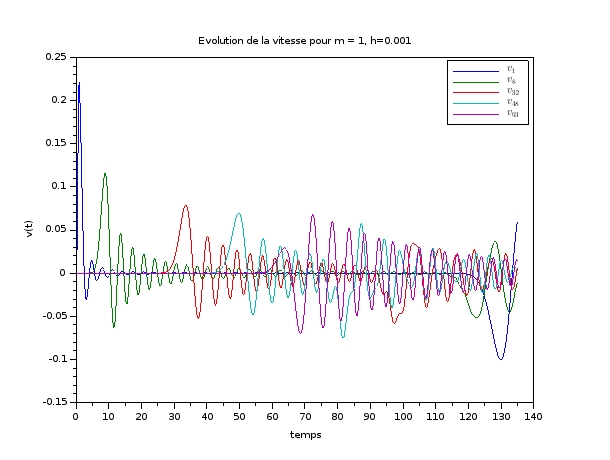 Evolution de la vitesse pour m = 1, h=0.001
0.25
0.2
0.15
0.1
0.05
0
-0.05
-0.1
-0.15
v(t)
0 10 20 30 40 50 60 70 80 90 100 110 120 130 140
temps
v1
v8
v32
v48
v63